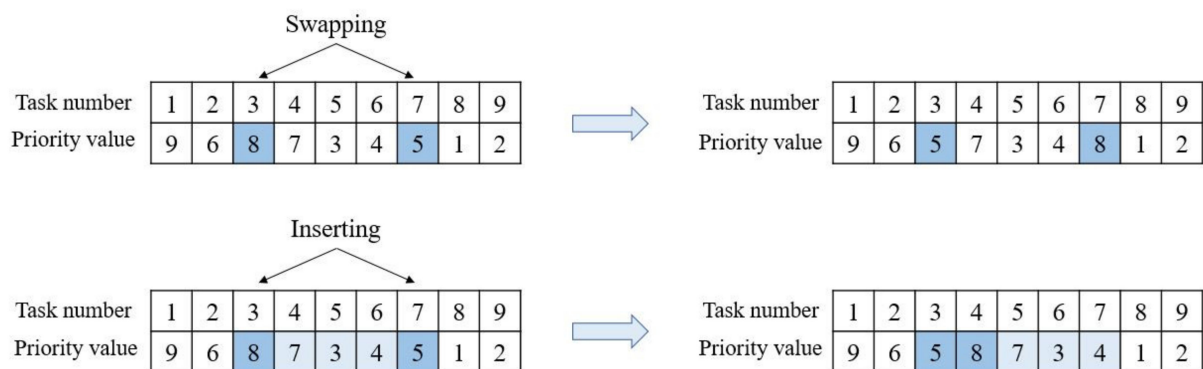 Swapping
Task number 1 2 3 4 5 6 7 8 9
Priority value 9 6 8 7 3 4 5 1 2
Task number 1 2 3 4 5 6 7 8 9
Priority value 9 6 5 7 3 4 8 1 2
Inserting
Task number 1 2 3 4 5 6 7 8 9
Priority value 9 6 8 7 3 4 5 1 2
Task number 1 2 3 4 5 6 7 8 9
Priority value 9 6 5 8 7 3 4 1 2